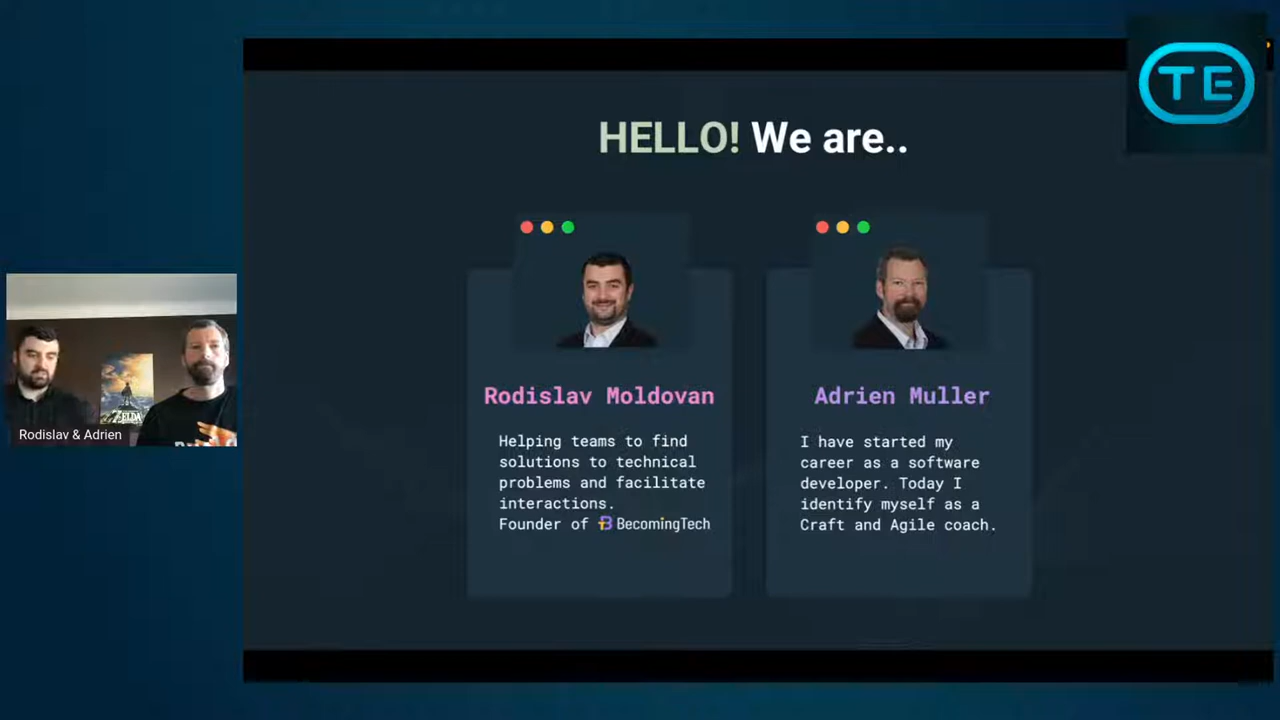 TE
HELLO! We are..
Rodislav Moldovan
Helping teams to find
solutions to technical
problems and facilitate
interactions.
Founder of BecomingTech
Adrien Muller
I have started my
career as a software
developer. Today I
identify myself as a
Craft and Agile coach.
ZELDA
Rodislav & Adrien